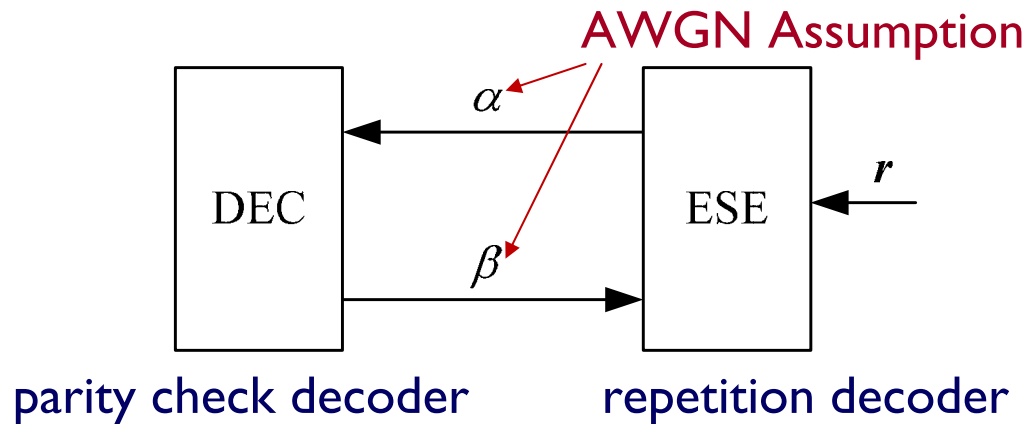 AWGN Assumption
α
DEC
ESE
r
β
parity check decoder
repetition decoder